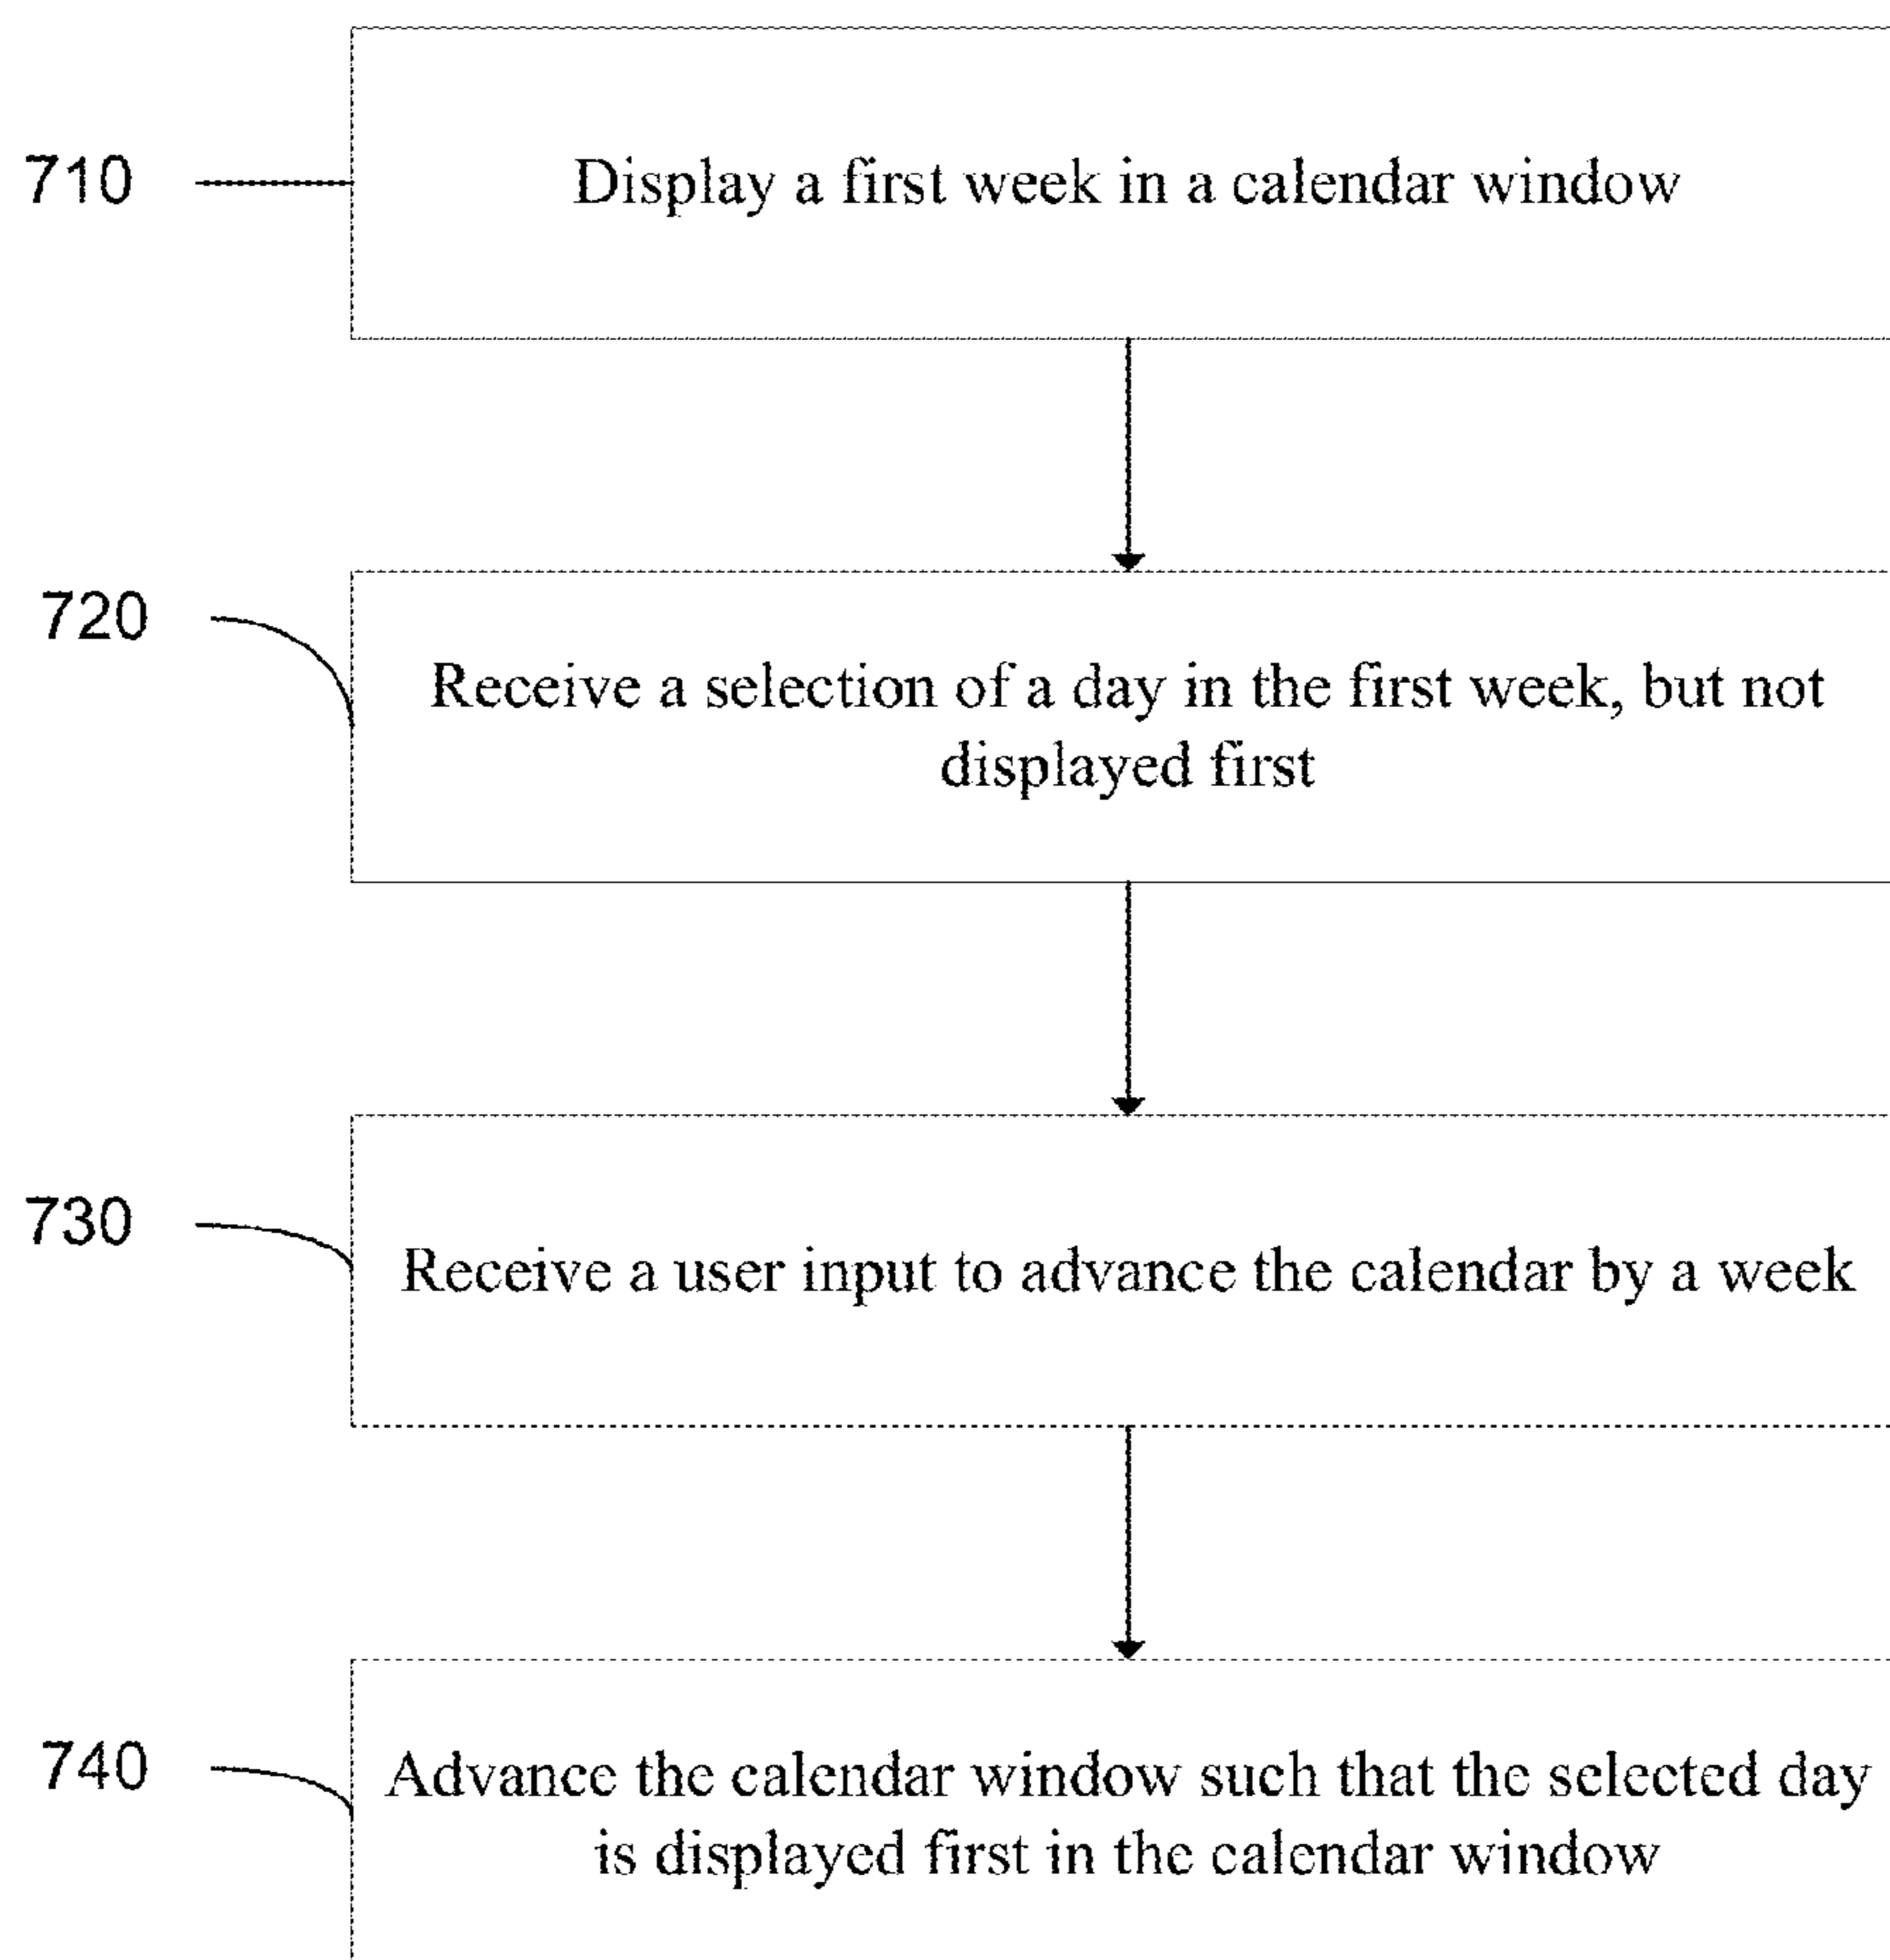 710
Display a first week in a calendar window
720
Receive a selection of a day in the first week, but not
displayed first
730
Receive a user input to advance the calendar by a week
740
Advance the calendar window such that the selected day
is displayed first in the calendar window